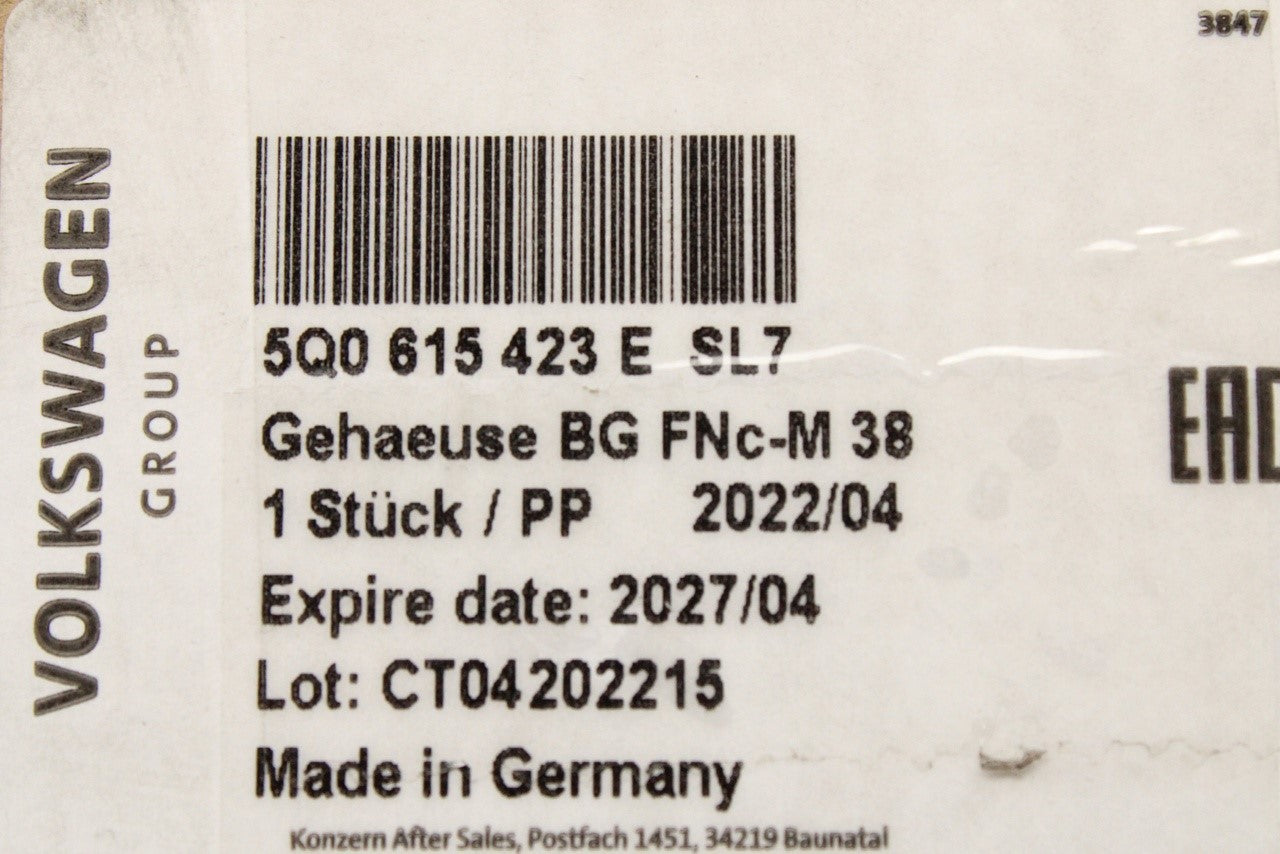 3847
VOLKSWAGEN
GROUP
5Q0 615 423 E SL7
Gehaeuse BG FNc-M 38
EAC
1 Stück / PP 2022/04
Expire date: 2027/04
Lot: CT04202215
Made in Germany
Konzern After Sales, Postfach 1451, 34219 Baunatal